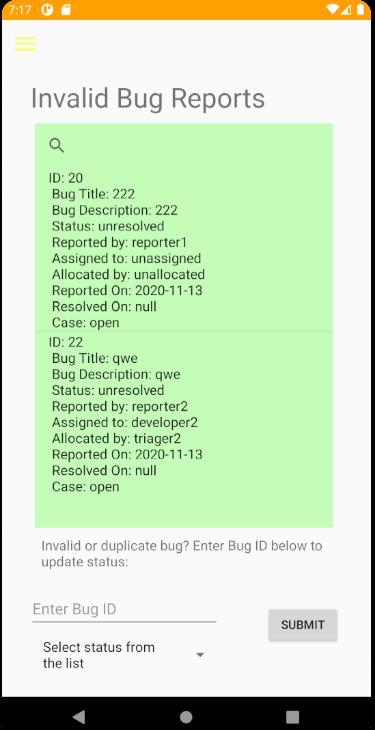 7:17
Invalid Bug Reports
ID: 20
Bug Title: 222
Bug Description: 222
Status: unresolved
Reported by: reporter1
Assigned to: unassigned
Allocated by: unallocated
Reported On: 2020-11-13
Resolved On: null
Case: open
ID: 22
Bug Title: qwe
Bug Description: qwe
Status: unresolved
Reported by: reporter2
Assigned to: developer2
Allocated by: triager2
Reported On: 2020-11-13
Resolved On: null
Case: open
Invalid or duplicate bug? Enter Bug ID below to
update status:
Enter Bug ID
SUBMIT
Select status from
the list